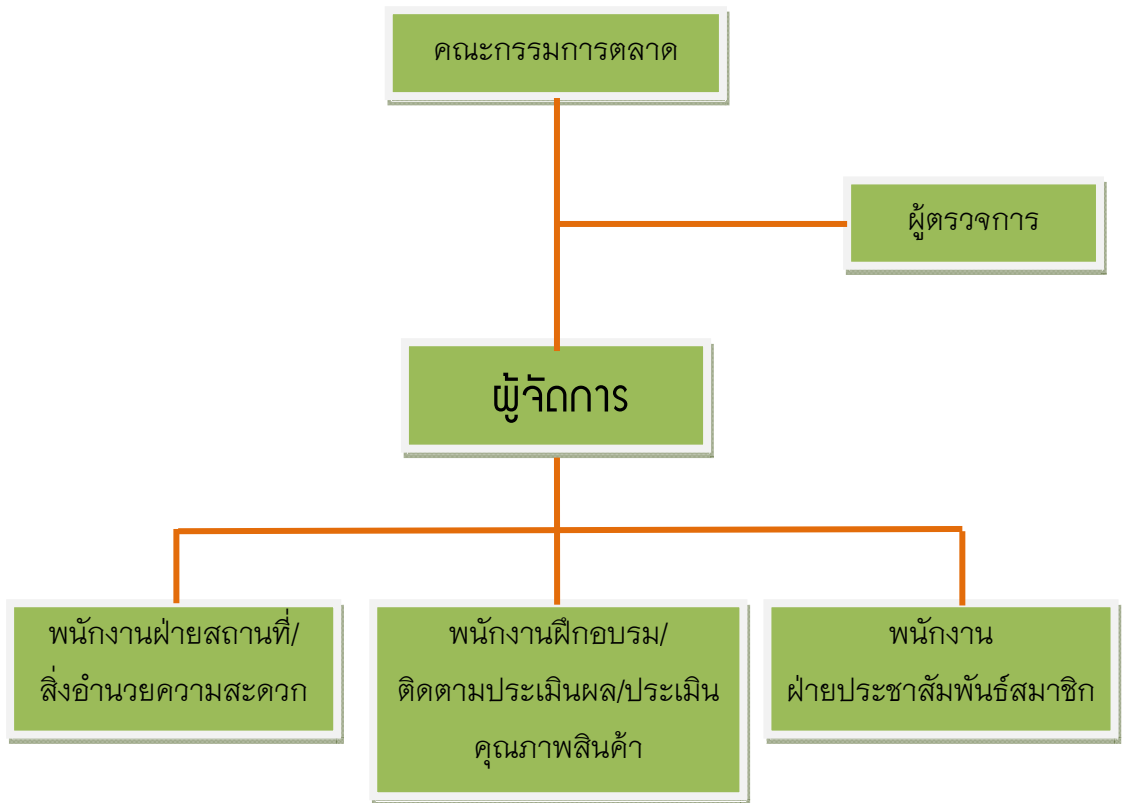 คณะกรรมการตลาด
ผู้ตรวจการ
ผู้จัดการ
พนักงานฝ่ายสถานที่/
สิ่งอำนวยความสะดวก
พนักงานฝึกอบรม/
ติดตามประเมินผล/ประเมิน
คุณภาพสินค้า
พนักงาน
ฝ่ายประชาสัมพันธ์สมาชิก